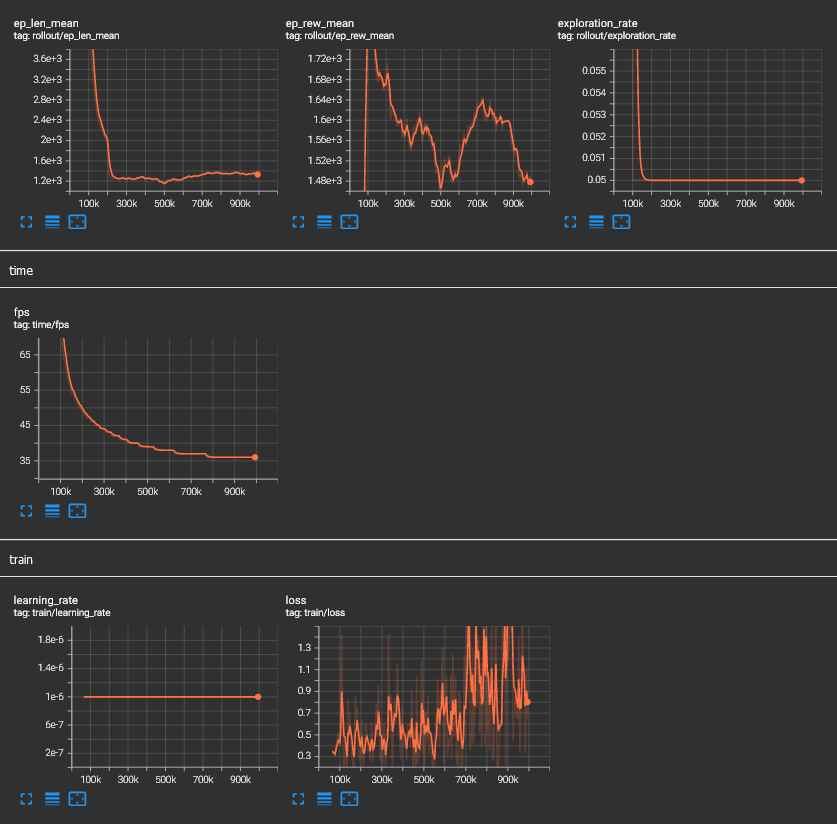 ep_len_mean
tag: rollout/ep_len_mean
3.6e+3
3.2e+3
2.8e+3
2.4e+3
2e+3
1.6e+3
1.2e+3
100k 300k 500k 700k 900k
ep_rew_mean
tag: rollout/ep_rew_mean
1.72e+3
1.68e+3
1.64e+3
1.6e+3
1.56e+3
1.52e+3
1.48e+3
100k 300k 500k 700k 900k
exploration_rate
tag: rollout/exploration_rate
0.055
0.054
0.053
0.052
0.051
0.05
100k 300k 500k 700k 900k
time
fps
tag: time/fps
65
55
45
35
100k 300k 500k 700k 900k
train
learning_rate
tag: train/learning_rate
1.8e-6
1.4e-6
1e-6
6e-7
2e-7
100k 300k 500k 700k 900k
loss
tag: train/loss
1.3
1.1
0.9
0.7
0.5
0.3
100k 300k 500k 700k 900k